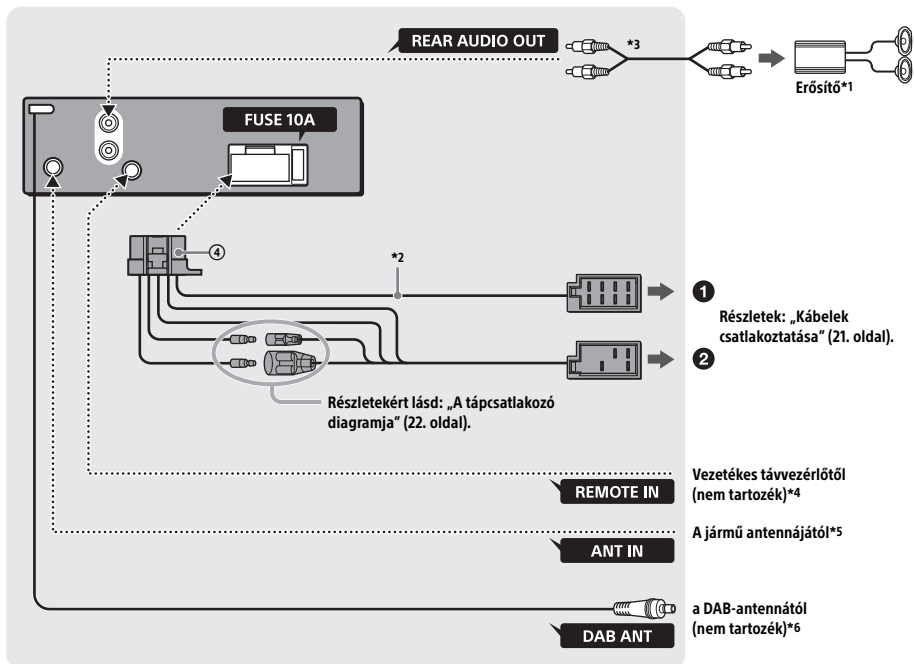 REAR AUDIO OUT
*3
Erősítő*1
FUSE 10A
④
*2
❶
Részletek: „Kábelek
csatlakoztatása” (21. oldal).
❷
Részletekért lásd: „A tápcsatlakozó
diagramja” (22. oldal).
Vezetékes távvezérlőtől
(nem tartozék)*4
REMOTE IN
A jármű antennájától*5
ANT IN
a DAB-antennától
(nem tartozék)*6
DAB ANT